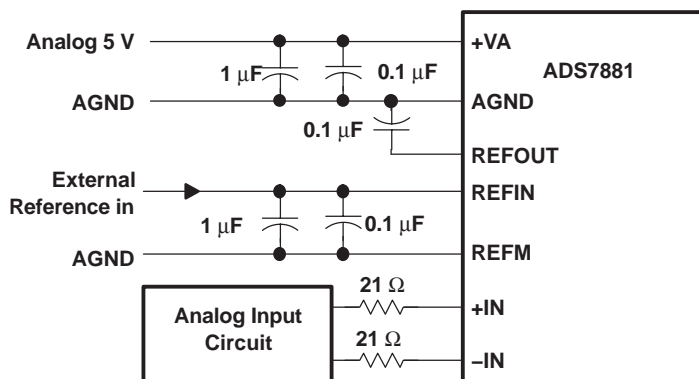 Analog 5 V
+VA
1 μF
0.1 μF
ADS7881
AGND
AGND
0.1 μF
REFOUT
External
Reference in
REFIN
1 μF
0.1 μF
AGND
REFM
21 Ω
+IN
Analog Input
Circuit
21 Ω
−IN